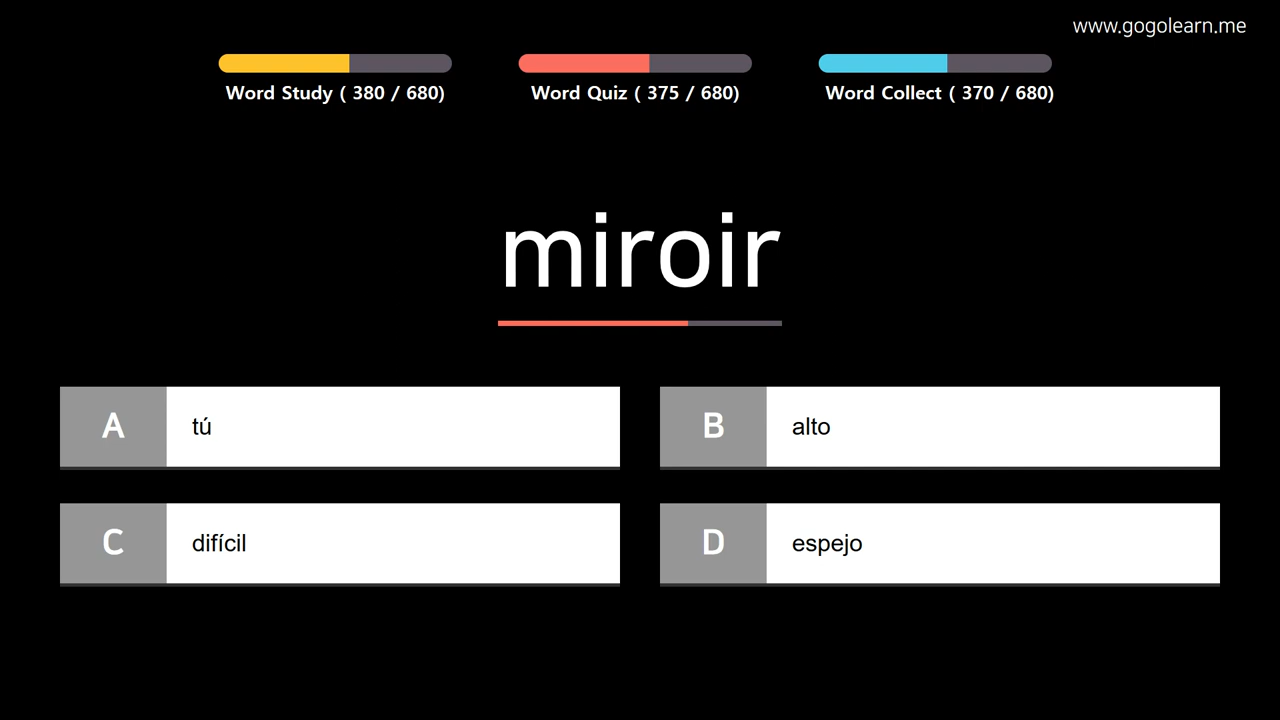 www.gogolearn.me
Word Study ( 380 / 680)
Word Quiz ( 375 / 680)
Word Collect ( 370 / 680)
miroir
A tú
B alto
C difícil
D espejo